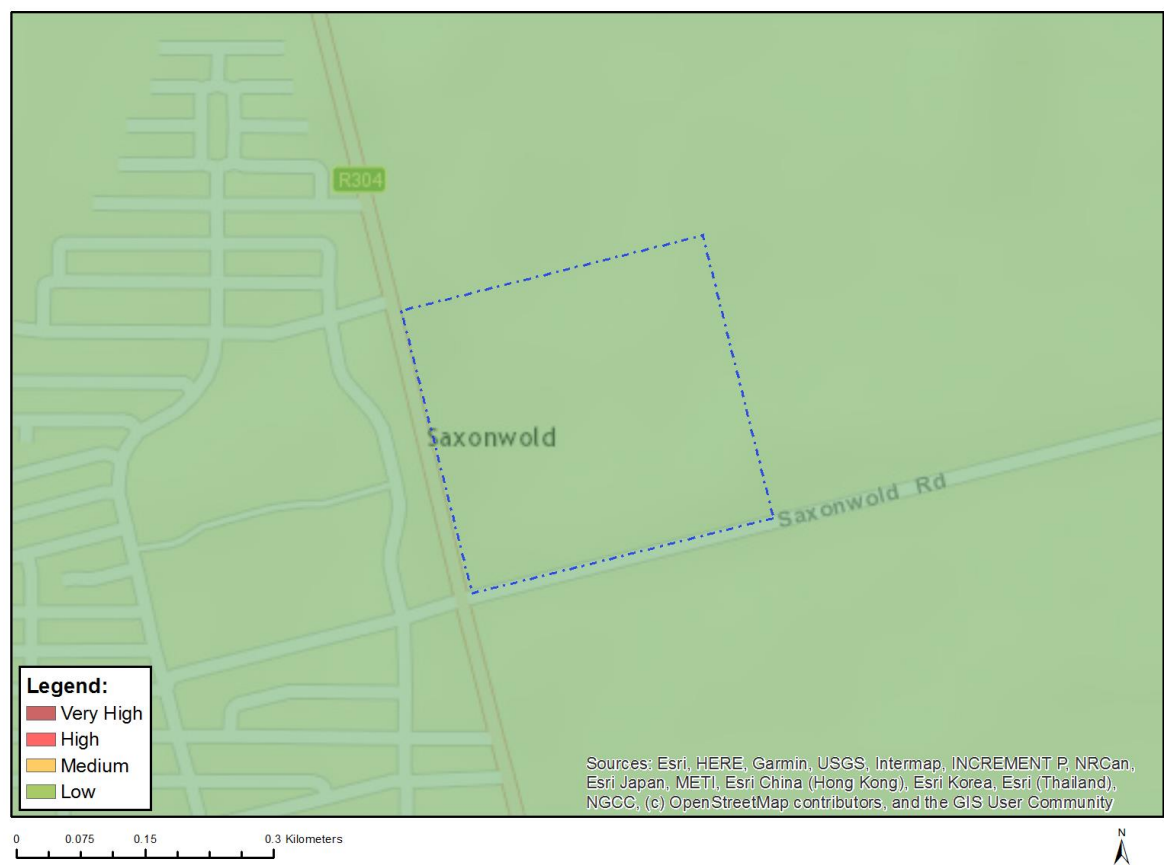 R304
Saxonwold
Saxonwold Rd
Legend:
Very High
High
Medium
Low
Sources: Esri, HERE, Garmin, USGS, Intermap, INCREMENT P, NRCan,
Esri Japan, METI, Esri China (Hong Kong), Esri Korea, Esri (Thailand),
NGCC, (c) OpenStreetMap contributors, and the GIS User Community
0 0.075 0.15 0.3 Kilometers
N